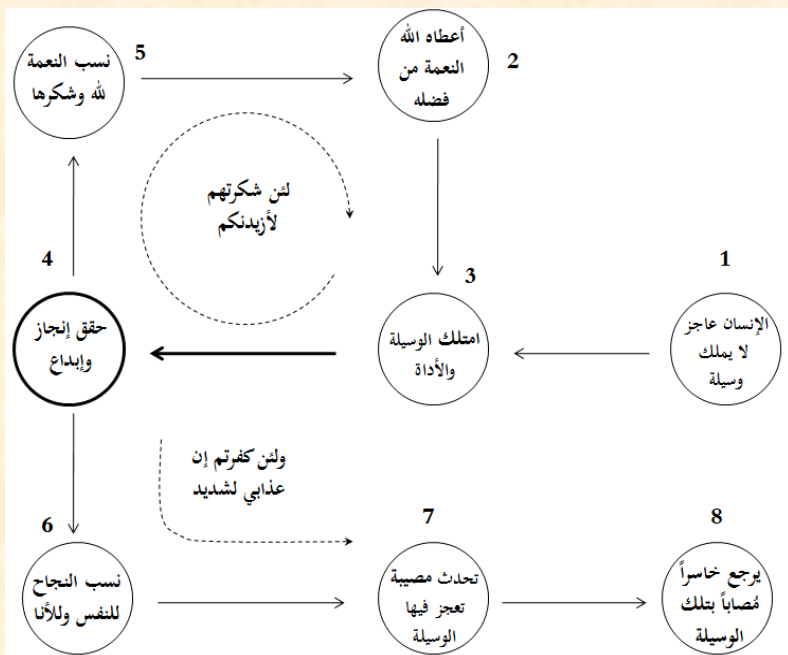 5
نسب النعمة
لله وشكرها
2
أعطاه الله
النعمة من
فضله
لئن شكرتهم
لأزيدنكم
4
حقق إنجاز
وإبداع
3
امتلك الوسيلة
والأداة
1
الإنسان عاجز
لا يملك
وسيلة
ولئن كفرتم إن
عذابي لشديد
6
نسب النجاح
للنفس وللأنا
7
تحدث مصيبة
تعجز فيها
الوسيلة
8
يرجع خاسراً
مُصاباً بتلك
الوسيلة